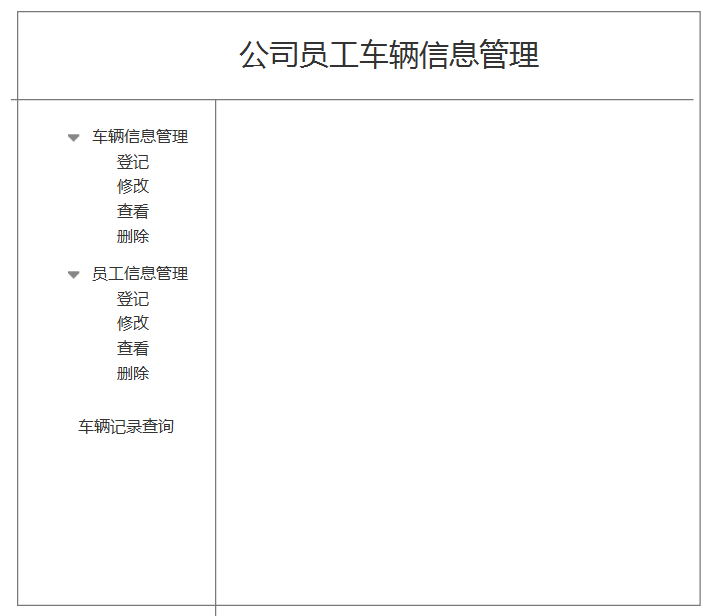 公司员工车辆信息管理
车辆信息管理
登记
修改
查看
删除
员工信息管理
登记
修改
查看
删除
车辆记录查询